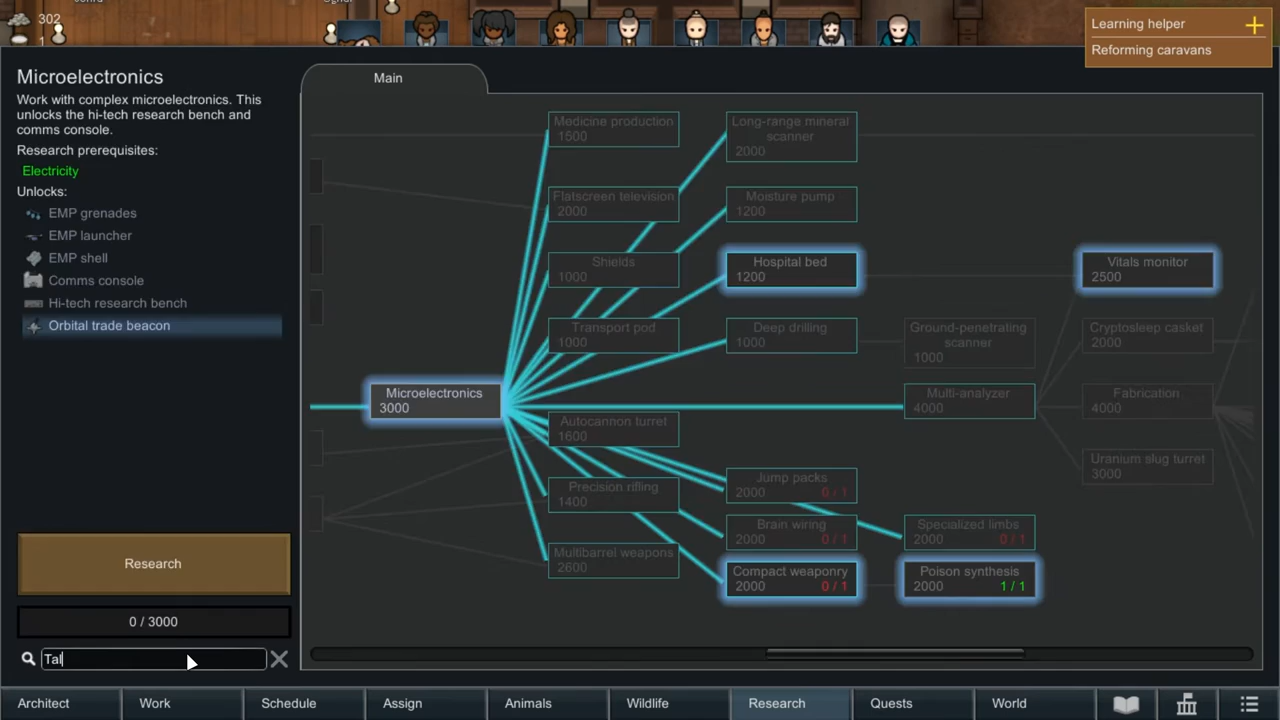 302
1
Learning helper
Reforming caravans
Microelectronics
Work with complex microelectronics. This
unlocks the hi-tech research bench and
comms console.
Research prerequisites:
Electricity
Unlocks:
EMP grenades
EMP launcher
EMP shell
Comms console
Hi-tech research bench
Orbital trade beacon
Research
0 / 3000
Tal
Main
Medicine production
1500
Long-range mineral
scanner
2000
Flatscreen television
2000
Moisture pump
1200
Shields
1000
Hospital bed
1200
Vitals monitor
2500
Transport pod
1000
Deep drilling
1000
Ground-penetrating
scanner
1000
Cryptosleep casket
2000
Microelectronics
3000
Multi-analyzer
4000
Fabrication
4000
Autocannon turret
1600
Uranium slug turret
3000
Precision rifling
1400
Jump packs
2000 0 / 1
Brain wiring
2000 0 / 1
Specialized limbs
2000 0 / 1
Multibarrel weapons
2600
Compact weaponry
2000 0 / 1
Poison synthesis
2000 1 / 1
Architect
Work
Schedule
Assign
Animals
Wildlife
Research
Quests
World